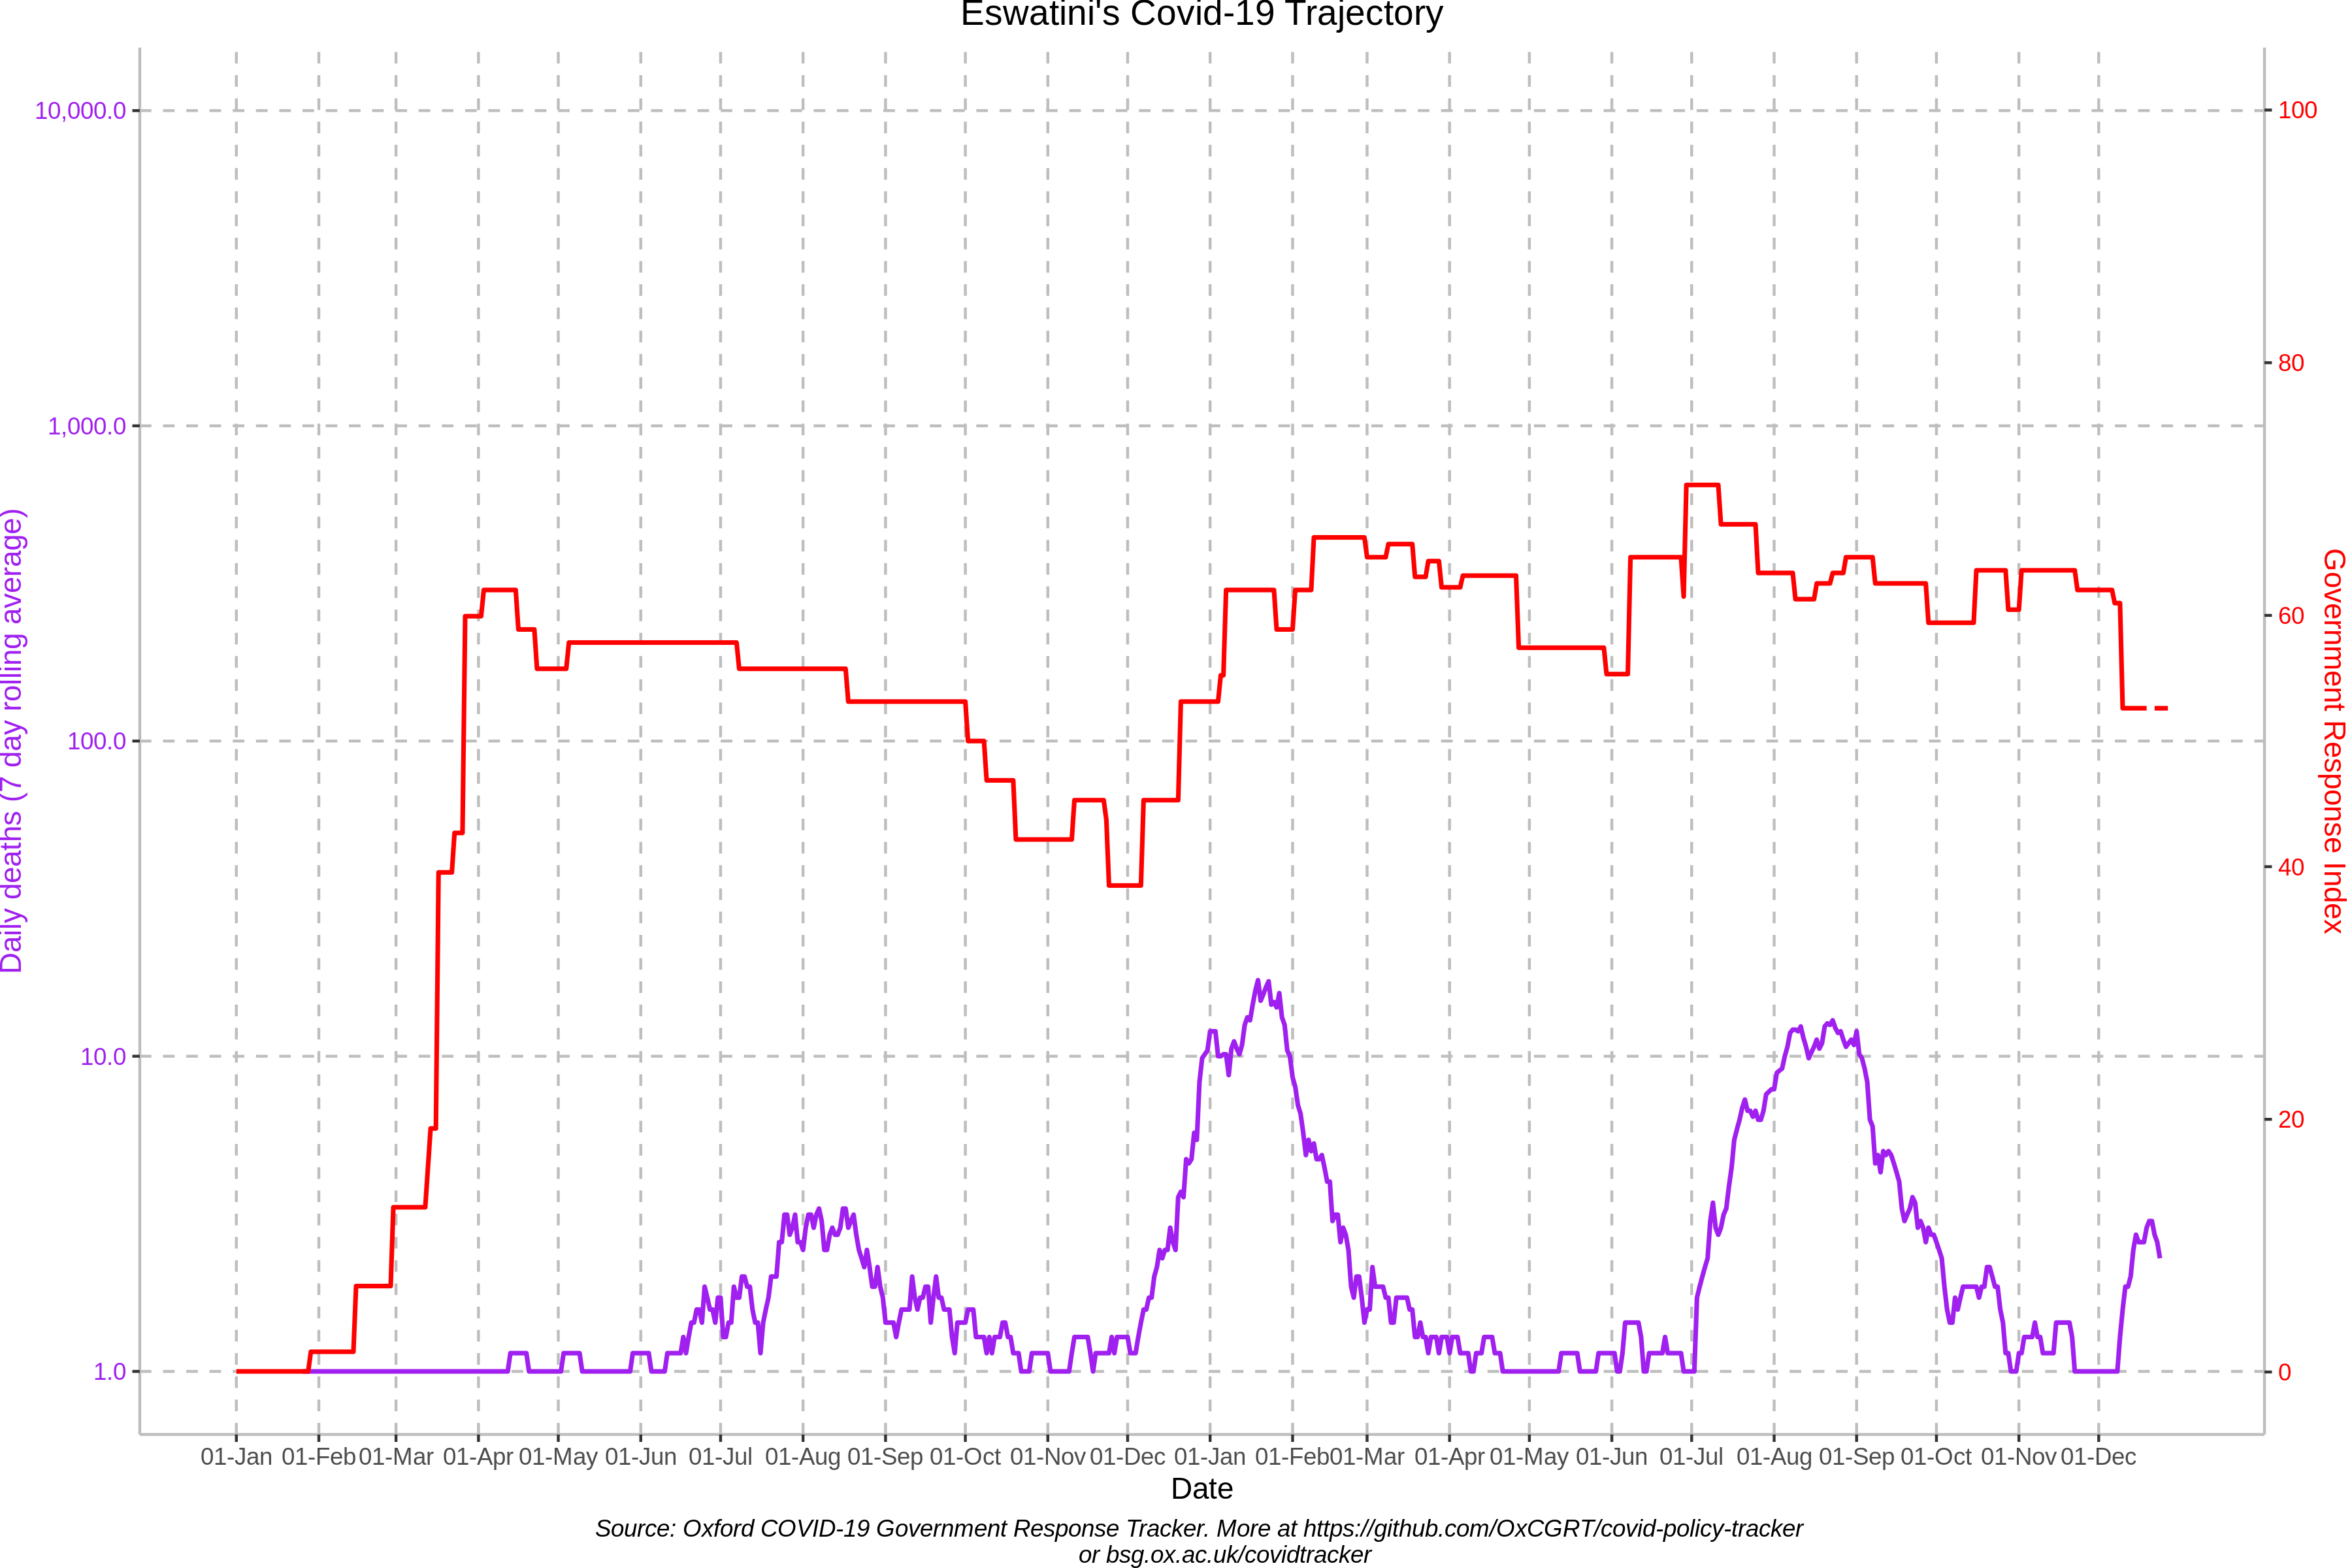 Eswatini's Covid-19 Trajectory
10,000.0
1,000.0
100.0
10.0
1.0
Daily deaths (7 day rolling average)
100
80
60
40
20
0
Government Response Index
01-Jan 01-Feb 01-Mar 01-Apr 01-May 01-Jun 01-Jul 01-Aug 01-Sep 01-Oct 01-Nov 01-Dec 01-Jan 01-Feb 01-Mar 01-Apr 01-May 01-Jun 01-Jul 01-Aug 01-Sep 01-Oct 01-Nov 01-Dec
Date
Source: Oxford COVID-19 Government Response Tracker. More at https://github.com/OxCGRT/covid-policy-tracker
or bsg.ox.ac.uk/covidtracker